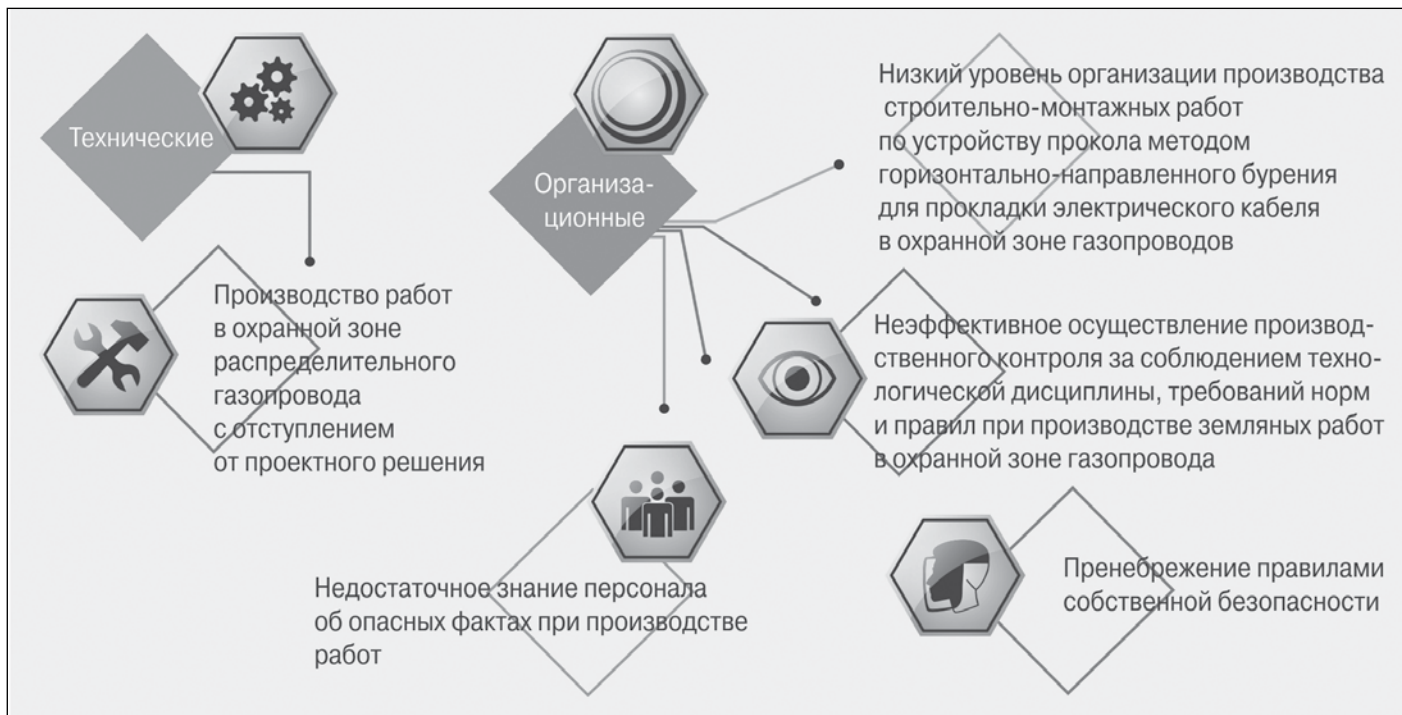 Технические
Производство работ
в охранной зоне
распределительного
газопровода
с отступлением
от проектного решения
Организа-
ционные
Низкий уровень организации производства
строительно-монтажных работ
по устройству прокола методом
горизонтально-направленного бурения
для прокладки электрического кабеля
в охранной зоне газопроводов
Неэффективное осуществление производ-
ственного контроля за соблюдением техно-
логической дисциплины, требований норм
и правил при производстве земляных работ
в охранной зоне газопровода
Недостаточное знание персонала
об опасных фактах при производстве
работ
Пренебрежение правилами
собственной безопасности